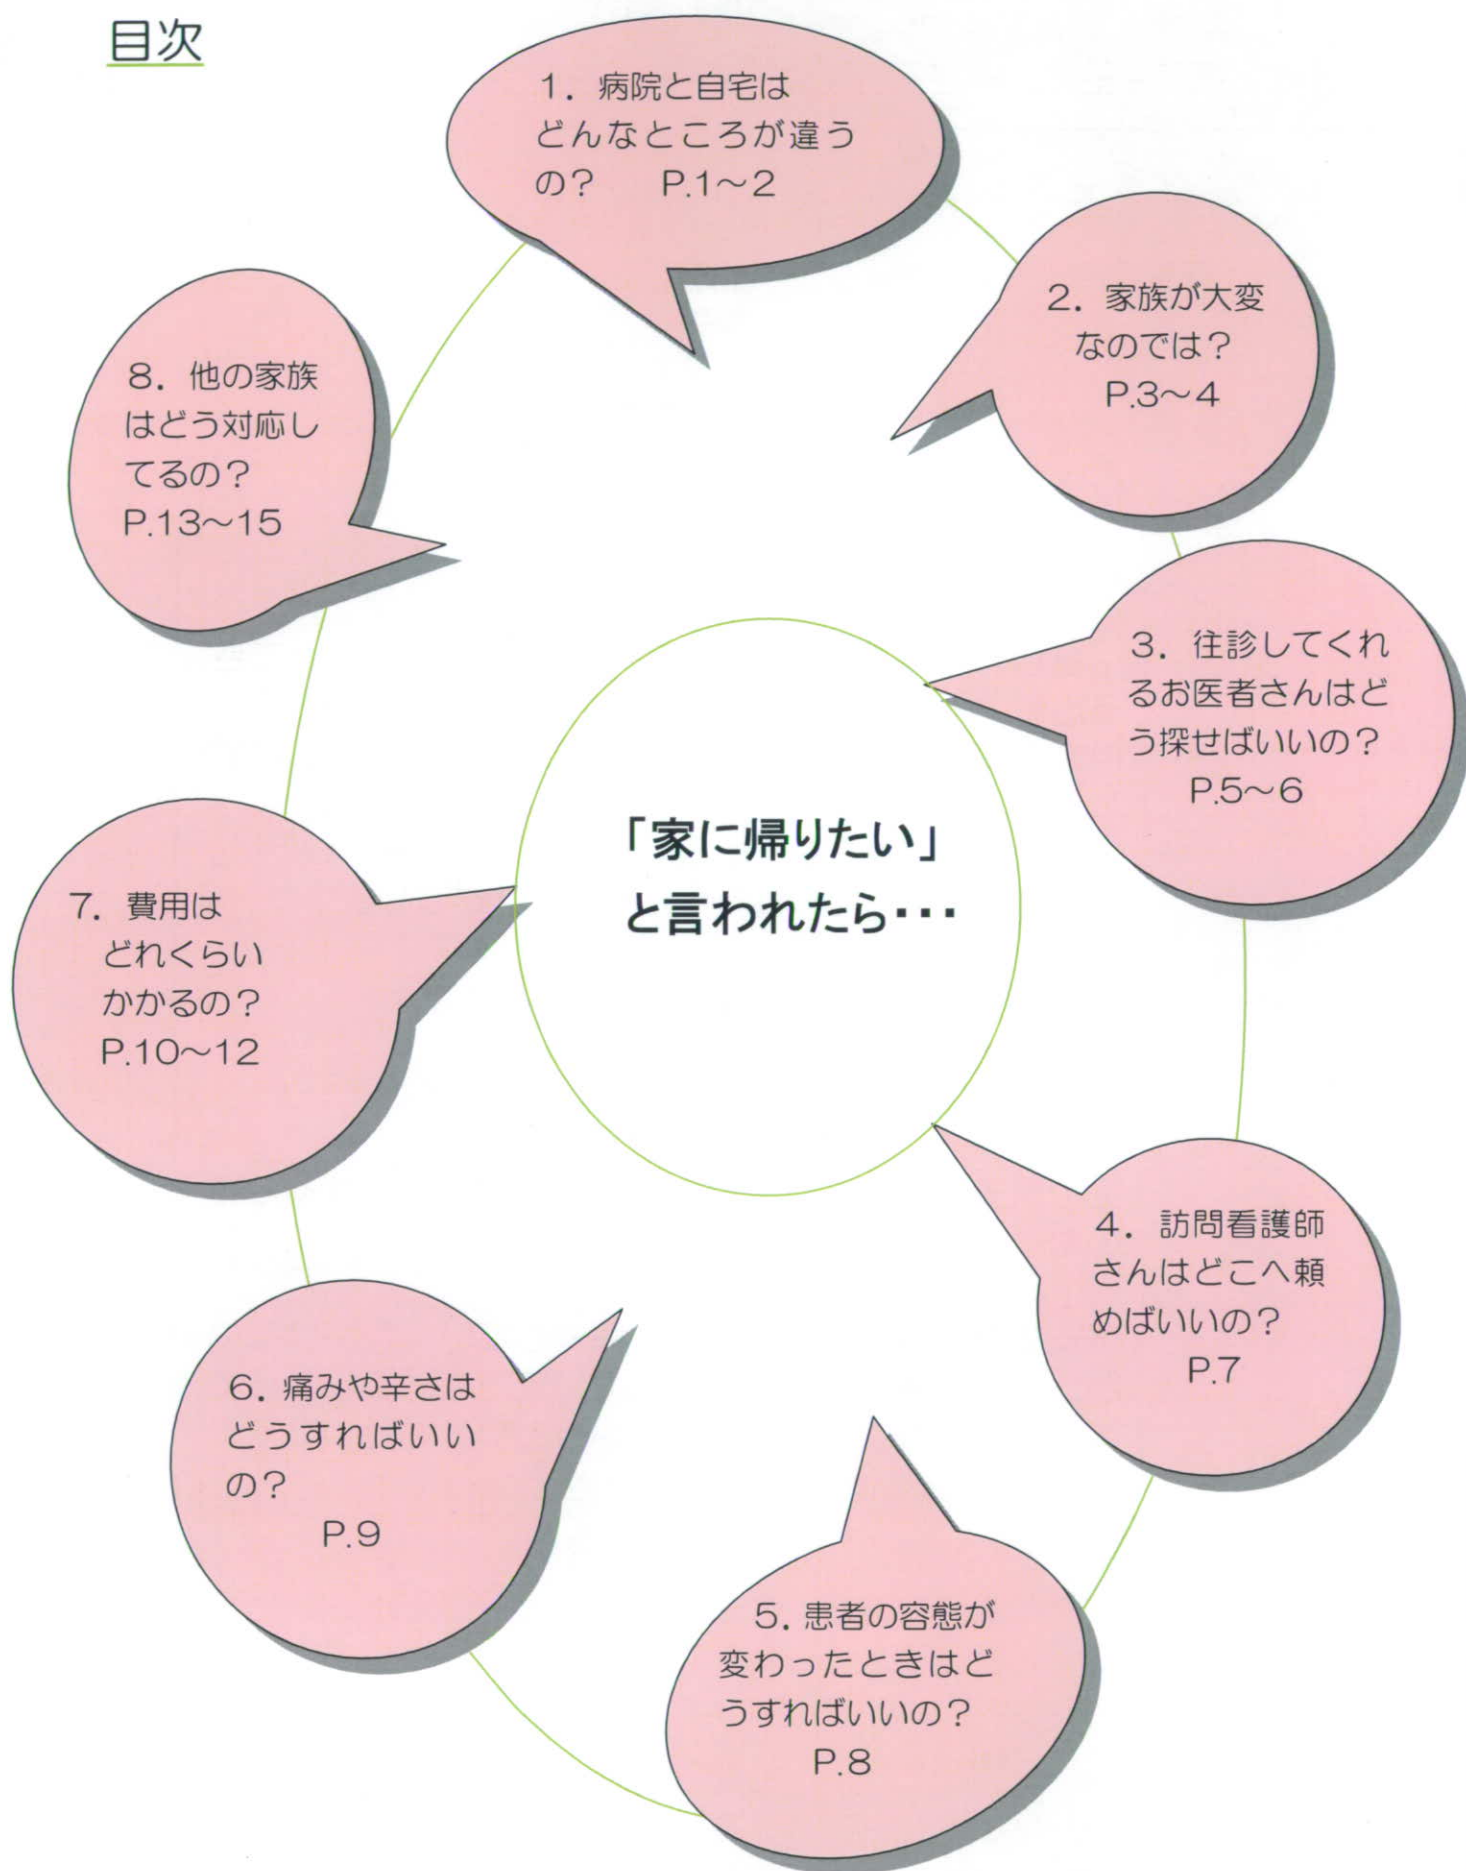 目次
1．病院と自宅は
どんなところが違う
の？　P.1～2
2．家族が大変
なのでは？
P.3～4
3．往診してくれ
るお医者さんはど
う探せばいいの？
P.5～6
4．訪問看護師
さんはどこへ頼
めばいいの？
P.7
5．患者の容態が
変わったときはど
うすればいいの？
P.8
6．痛みや辛さは
どうすればいい
の？
P.9
7．費用は
どれくらい
かかるの？
P.10～12
8．他の家族
はどう対応し
てるの？
P.13～15
「家に帰りたい」
と言われたら･･･